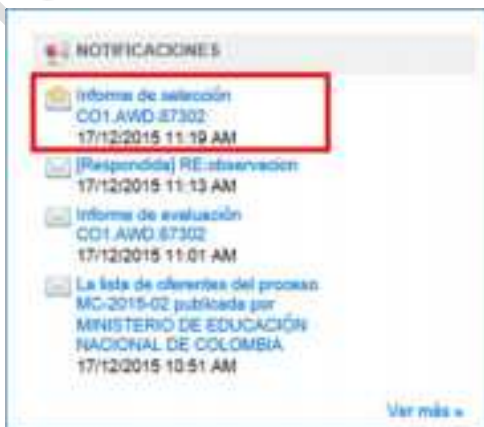 NOTIFICACIONES
Informe de selección
CO1.AWD.87302
17/12/2015 11:19 AM
[Respondida] RE:observacion
17/12/2015 11:13 AM
Informe de evaluación
CO1.AWD.87302
17/12/2015 11:01 AM
La lista de oferentes del proceso
MC-2015-02 publicada por
MINISTERIO DE EDUCACIÓN
NACIONAL DE COLOMBIA
17/12/2015 10:51 AM
Ver más »